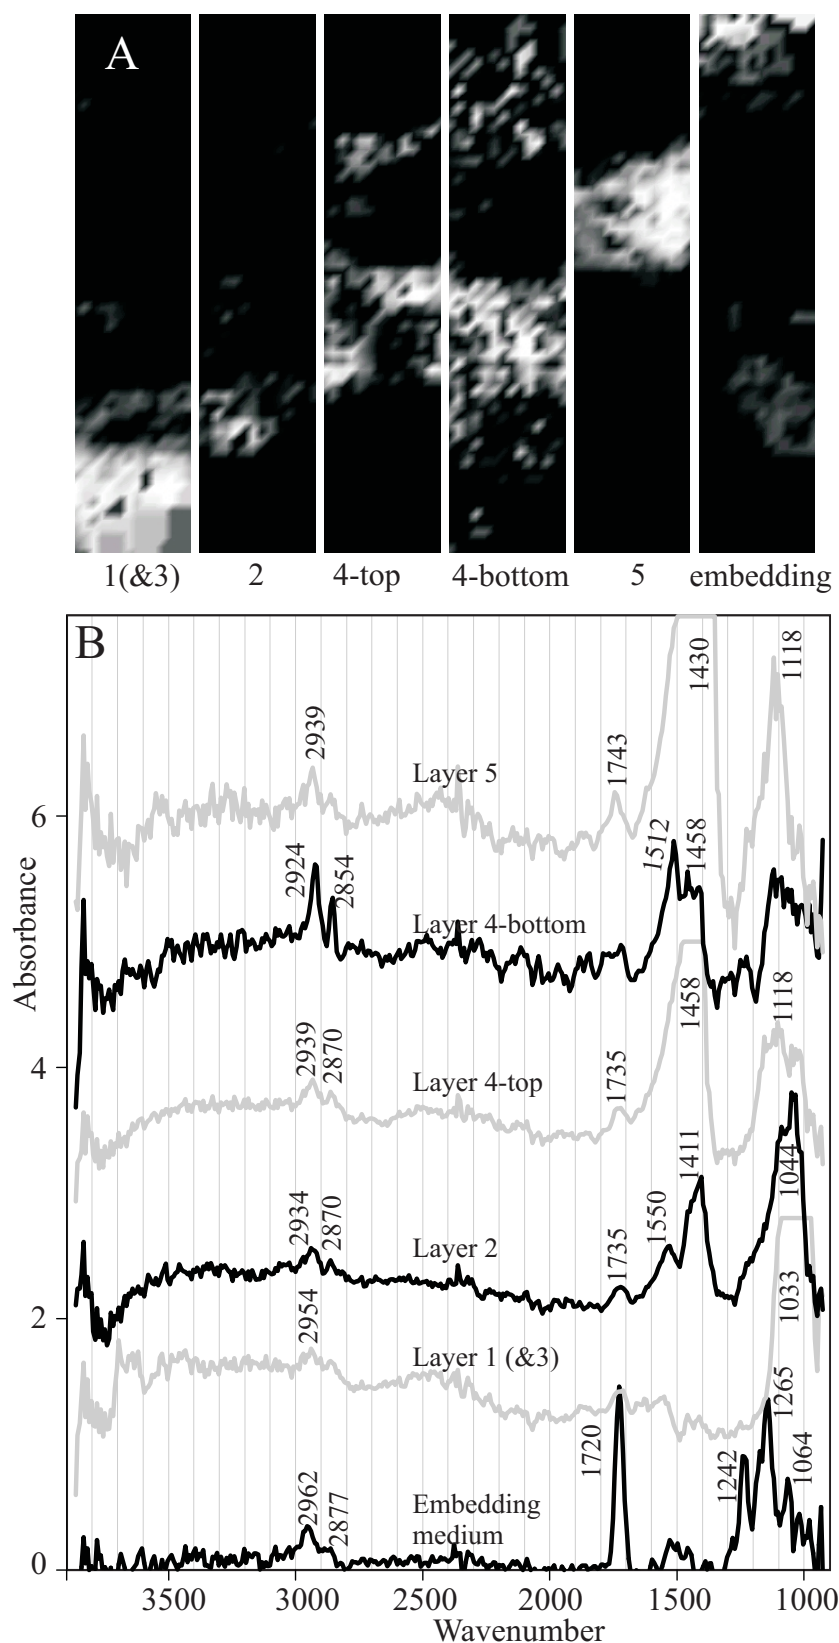 A
1(&3) 2 4-top 4-bottom 5 embedding
B
1430
1118
2939
1743
Layer 5
6
1512
1458
2924
2854
Layer 4-bottom
Absorbance
1458
1118
2939
2870
1735
4
Layer 4-top
1411
1044
2934
2870
1550
1735
Layer 2
2
2954
1033
Layer 1 (&3)
1265
1720
1242
1064
2962
2877
Embedding
medium
0
3500 3000 2500 2000 1500 1000
Wavenumber